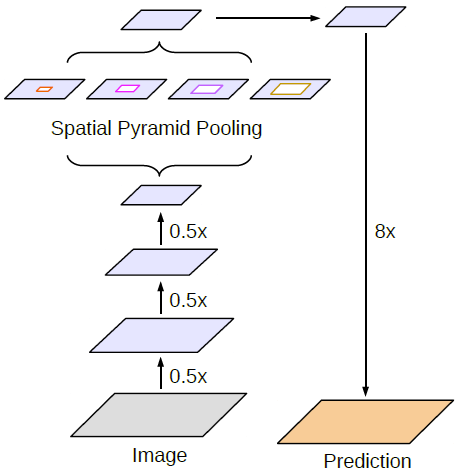 Spatial Pyramid Pooling
0.5x
8x
0.5x
0.5x
Image
Prediction